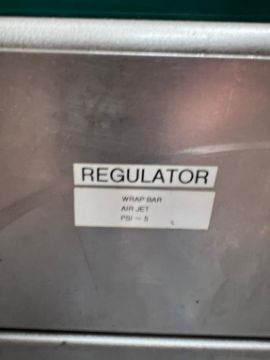 REGULATOR
WRAP BAR
AIR JET
PSI ~ 5